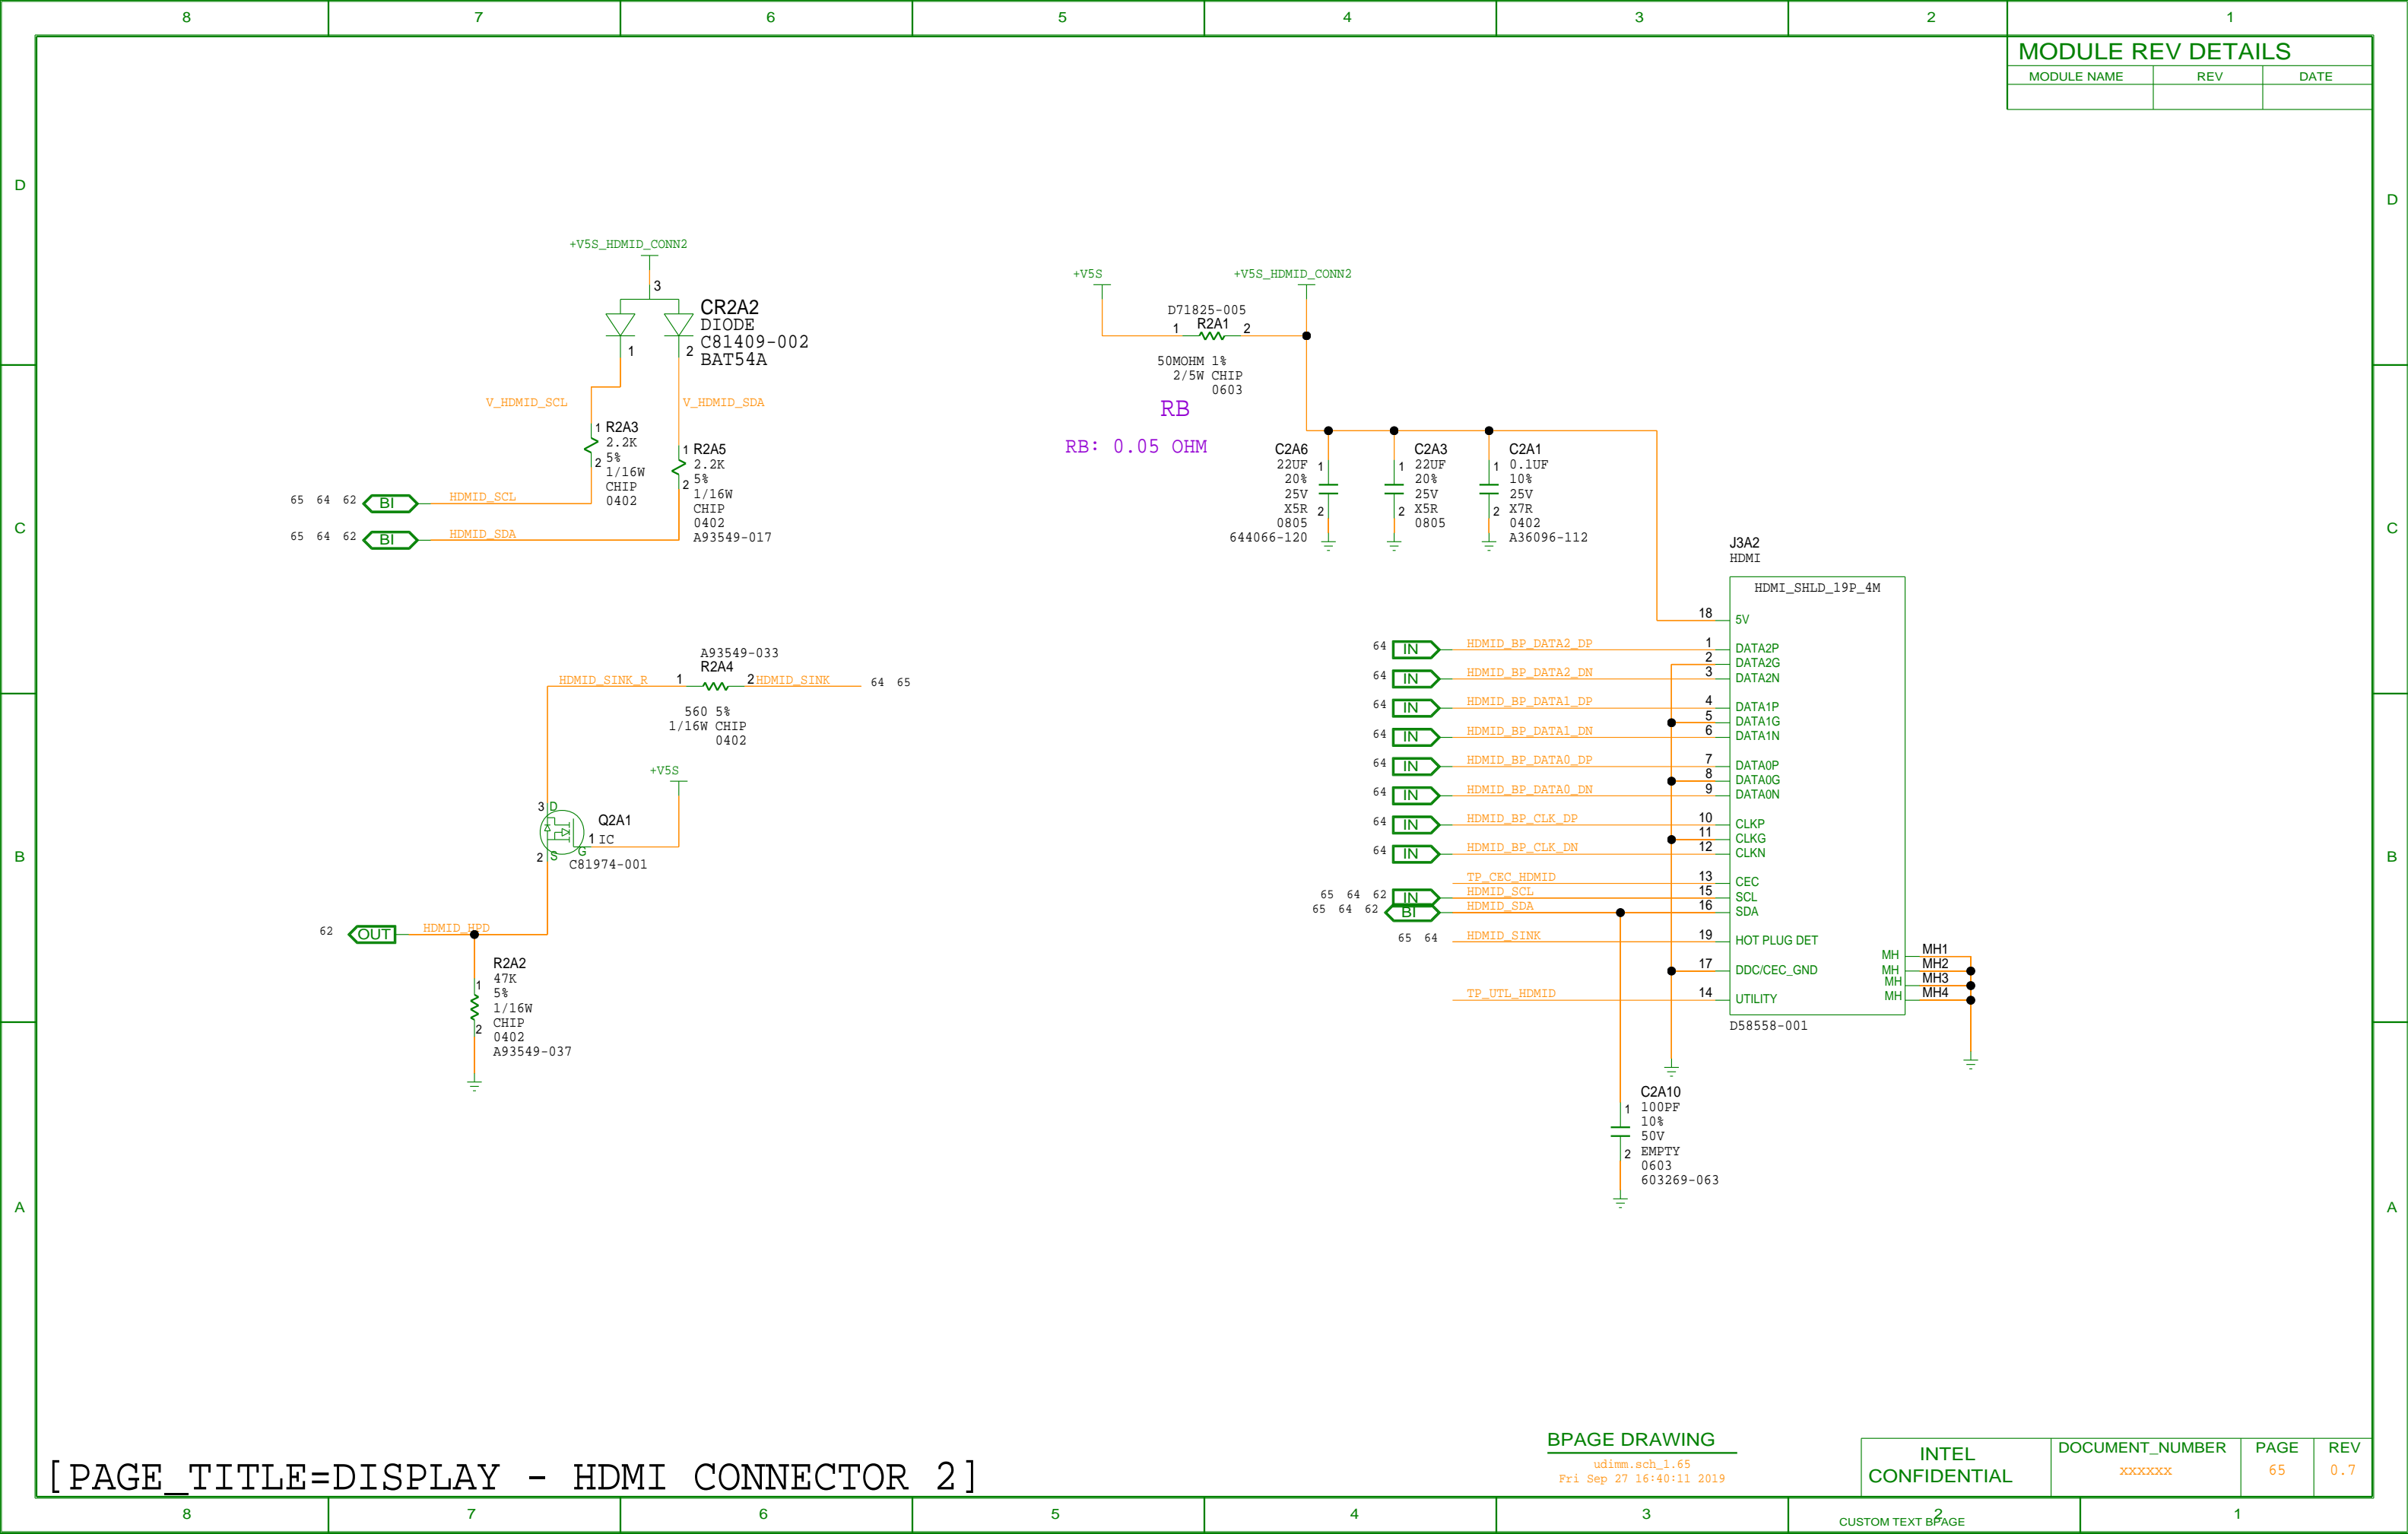 8 7 6 5 4 3 2 1
MODULE REV DETAILS
MODULE NAME REV DATE
D D
+V5S_HDMID_CONN2
3
CR2A2
DIODE
C81409-002
BAT54A
1 2
V_HDMID_SCL V_HDMID_SDA
1 R2A3
2.2K
5%
2 1/16W
CHIP
0402
1 R2A5
2.2K
5%
2 1/16W
CHIP
0402
A93549-017
65 64 62 BI HDMID_SCL
65 64 62 BI HDMID_SDA
+V5S +V5S_HDMID_CONN2
D71825-005
1 R2A1 2
50MOHM 1%
2/5W CHIP
0603
RB
RB: 0.05 OHM
C2A6
22UF 1
20%
25V
X5R 2
0805
644066-120
C2A3
1 22UF
20%
25V
2 X5R
0805
C2A1
1 0.1UF
10%
25V
2 X7R
0402
A36096-112
C C
A93549-033
R2A4
HDMID_SINK_R 1 2 HDMID_SINK 64 65
560 5%
1/16W CHIP
0402
+V5S
3 D
Q2A1
1 IC
2 S G
C81974-001
62 OUT HDMID_HPD
R2A2
47K
1 5%
1/16W
CHIP
2 0402
A93549-037
J3A2
HDMI
HDMI_SHLD_19P_4M
18 5V
64 IN HDMID_BP_DATA2_DP 1 DATA2P
2 DATA2G
64 IN HDMID_BP_DATA2_DN 3 DATA2N
64 IN HDMID_BP_DATA1_DP 4 DATA1P
5 DATA1G
64 IN HDMID_BP_DATA1_DN 6 DATA1N
64 IN HDMID_BP_DATA0_DP 7 DATA0P
8 DATA0G
64 IN HDMID_BP_DATA0_DN 9 DATA0N
64 IN HDMID_BP_CLK_DP 10 CLKP
11 CLKG
64 IN HDMID_BP_CLK_DN 12 CLKN
TP_CEC_HDMID 13 CEC
65 64 62 IN HDMID_SCL 15 SCL
65 64 62 BI HDMID_SDA 16 SDA
65 64 HDMID_SINK 19 HOT PLUG DET
17 DDC/CEC_GND
TP_UTL_HDMID 14 UTILITY
MH MH1
MH MH2
MH MH3
MH MH4
D58558-001
B B
C2A10
1 100PF
10%
50V
2 EMPTY
0603
603269-063
A A
[PAGE_TITLE=DISPLAY - HDMI CONNECTOR 2]
BPAGE DRAWING
udimm.sch_1.65
Fri Sep 27 16:40:11 2019
INTEL
CONFIDENTIAL
DOCUMENT_NUMBER PAGE REV
xxxxxx 65 0.7
8 7 6 5 4 3 2 1
CUSTOM TEXT BPAGE